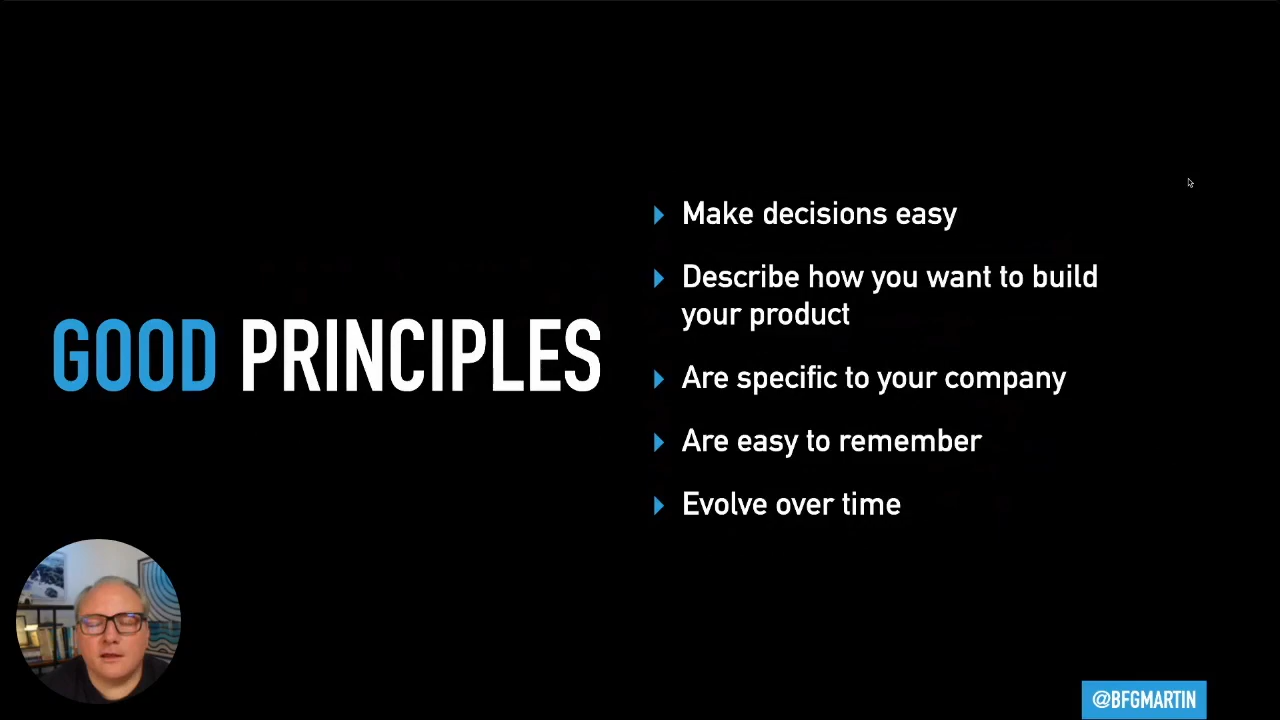 GOOD PRINCIPLES
Make decisions easy
Describe how you want to build
your product
Are specific to your company
Are easy to remember
Evolve over time
@BFGMARTIN